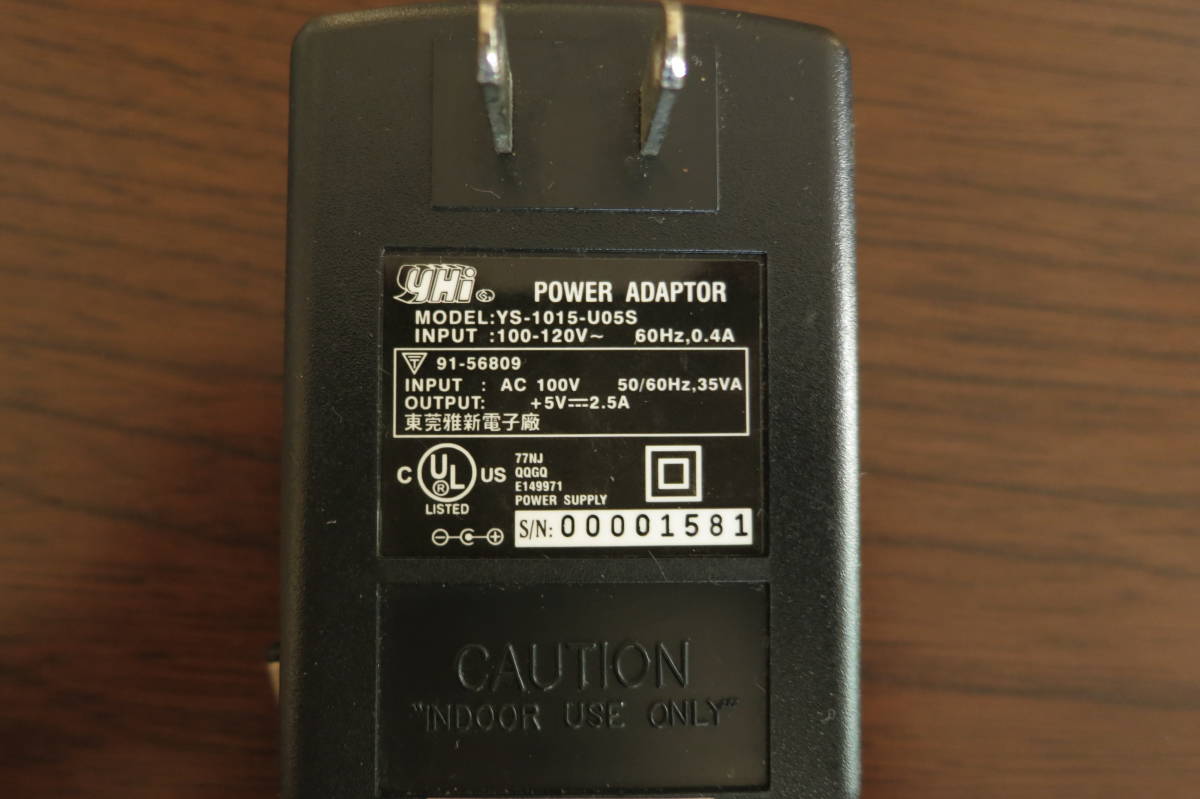 YHi POWER ADAPTOR
MODEL:YS-1015-U05S
INPUT :100-120V~ 60Hz,0.4A
T 91-56809
INPUT : AC 100V 50/60Hz,35VA
OUTPUT: +5V⎓2.5A
東莞雅新電子廠
C UL ® US
LISTED
77NJ
QQGQ
E149971
POWER SUPPLY
S/N: 00001581
CAUTION
"INDOOR USE ONLY"